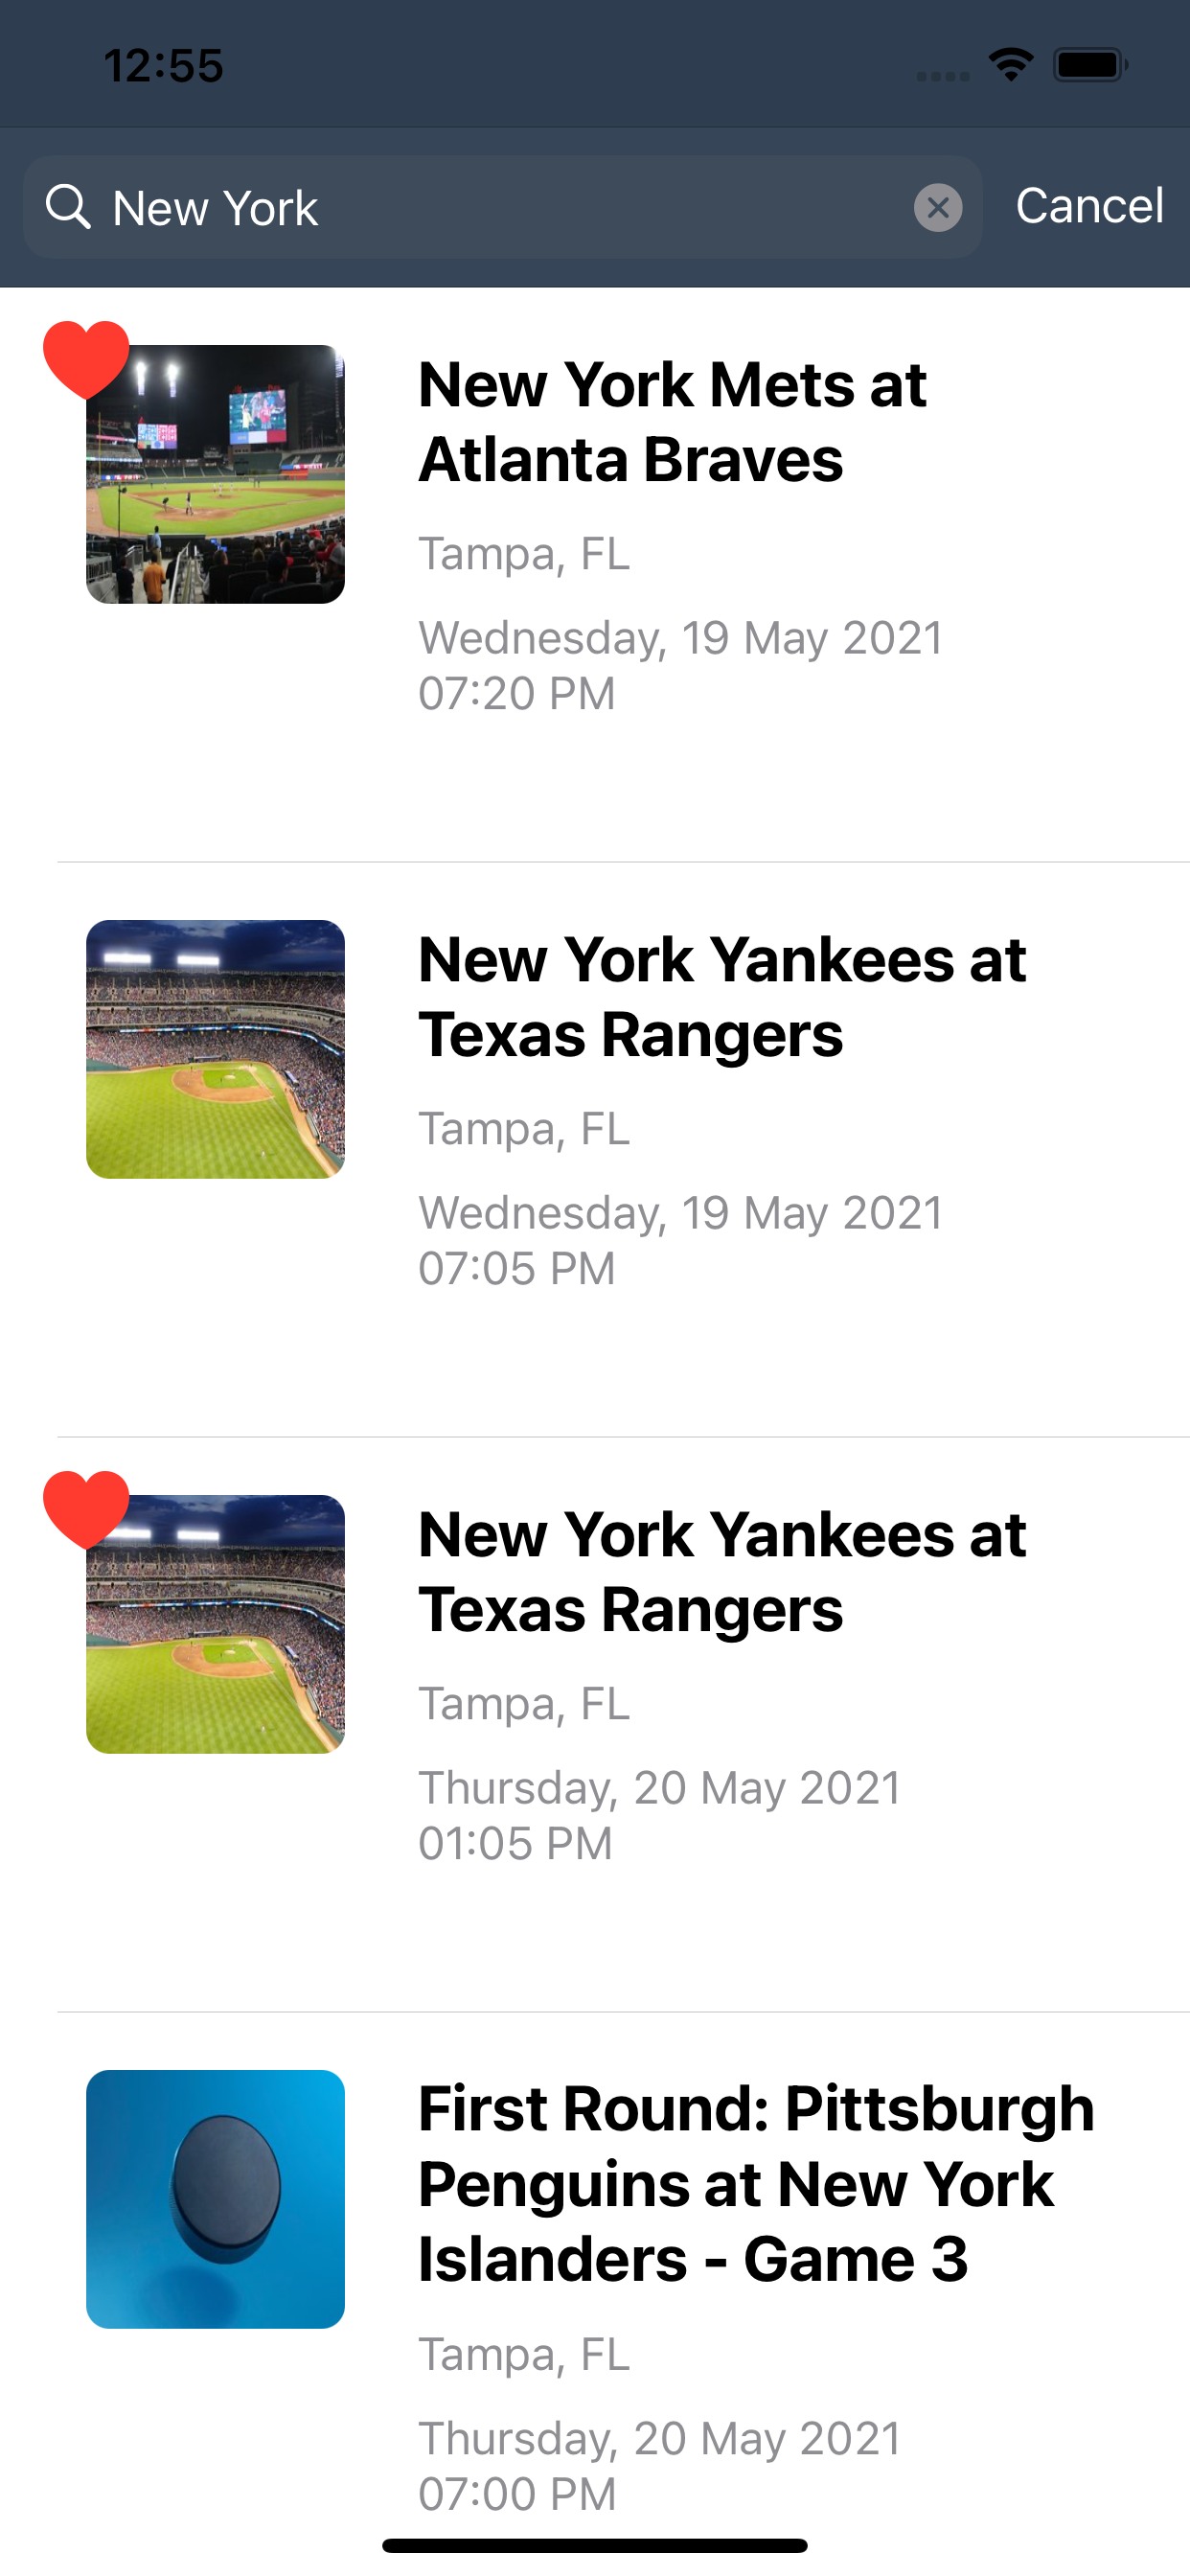 12:55
New York
Cancel
New York Mets at
Atlanta Braves
Tampa, FL
Wednesday, 19 May 2021
07:20 PM
New York Yankees at
Texas Rangers
Tampa, FL
Wednesday, 19 May 2021
07:05 PM
New York Yankees at
Texas Rangers
Tampa, FL
Thursday, 20 May 2021
01:05 PM
First Round: Pittsburgh
Penguins at New York
Islanders - Game 3
Tampa, FL
Thursday, 20 May 2021
07:00 PM